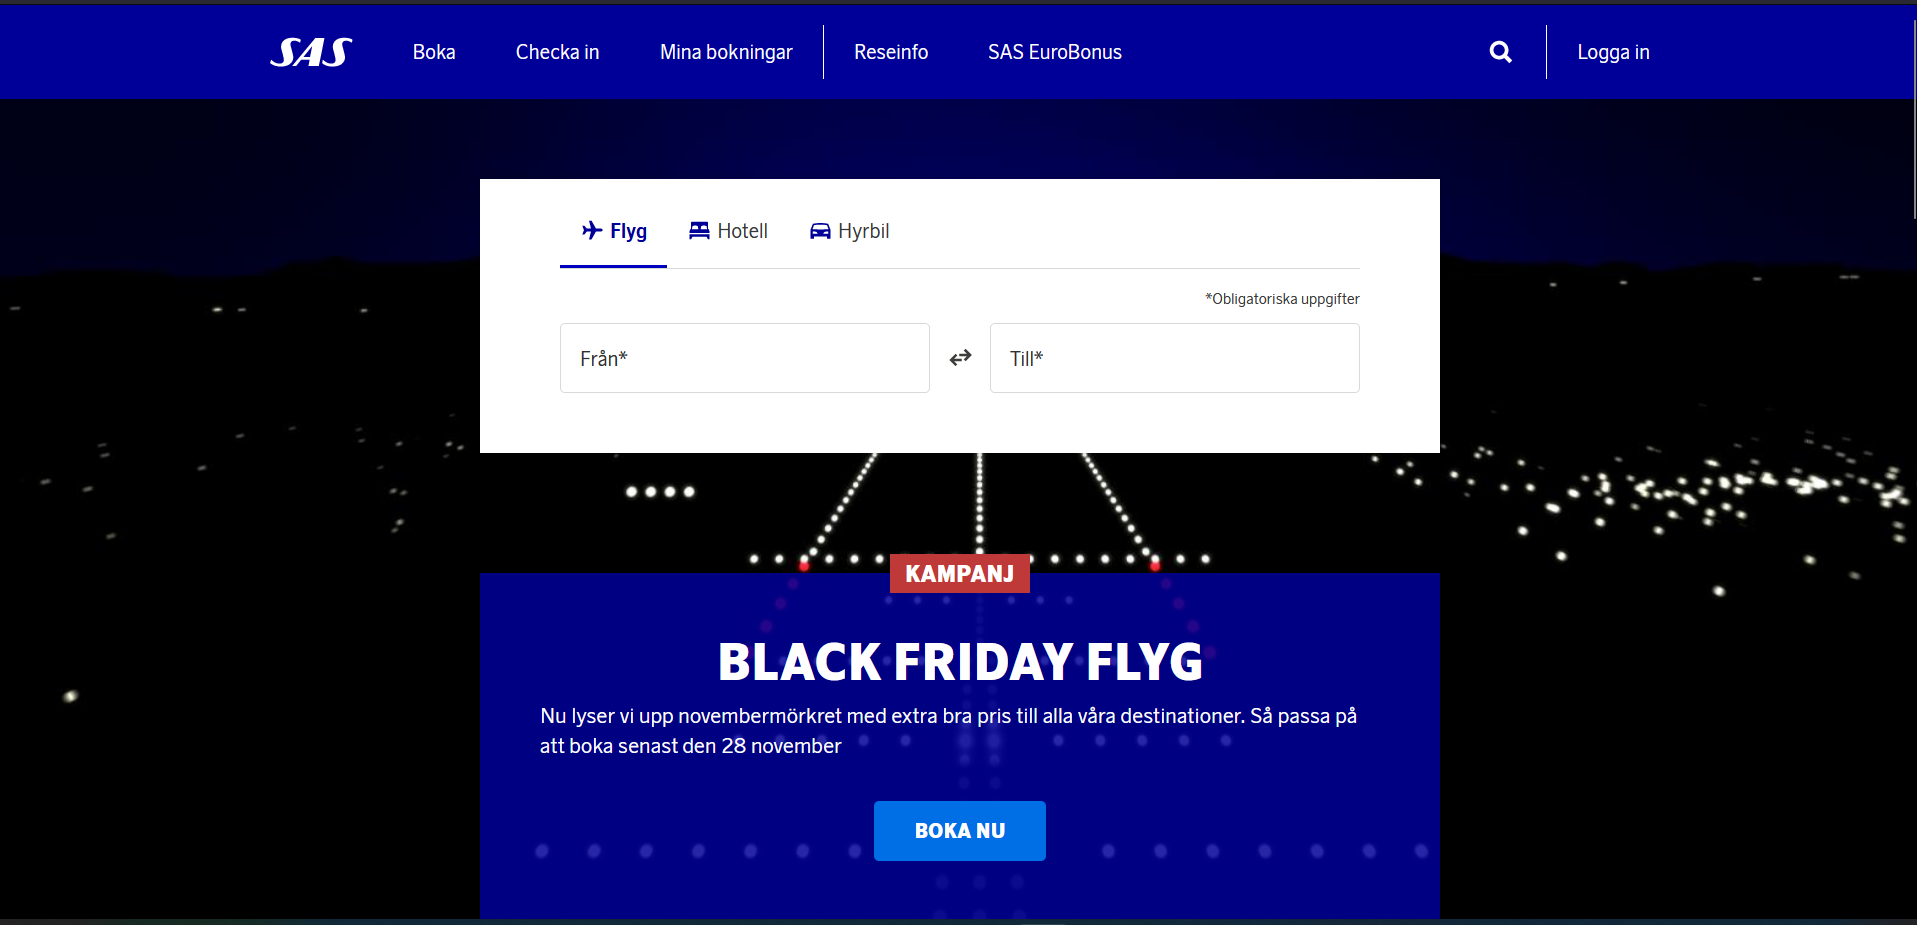 SAS
Boka
Checka in
Mina bokningar
Reseinfo
SAS EuroBonus
Logga in
Flyg
Hotell
Hyrbil
*Obligatoriska uppgifter
Från*
Till*
KAMPANJ
BLACK FRIDAY FLYG
Nu lyser vi upp novembermörkret med extra bra pris till alla våra destinationer. Så passa på
att boka senast den 28 november
BOKA NU